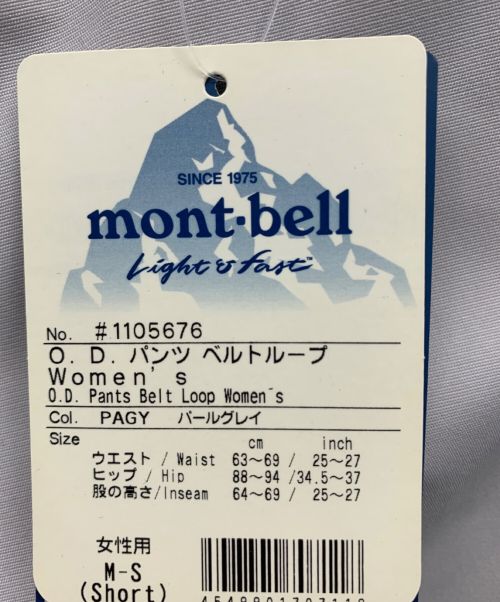 SINCE 1975
mont-bell
Light & Fast™
No. #1105676
O. D. パンツ ベルトループ
Women's
O.D. Pants Belt Loop Women's
Col. PAGY パールグレイ
Size cm inch
ウエスト / Waist 63～69 / 25～27
ヒップ / Hip 88～94 /34.5～37
股の高さ/Inseam 64～69 / 25～27
女性用
M-S
(Short)